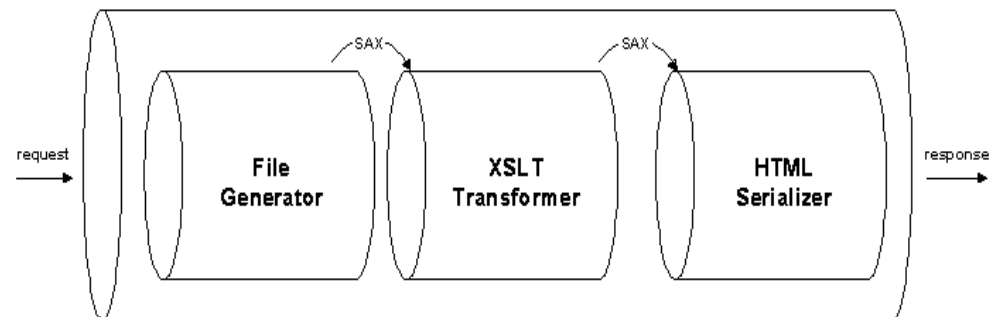 SAX
SAX
request
File
Generator
XSLT
Transformer
HTML
Serializer
response